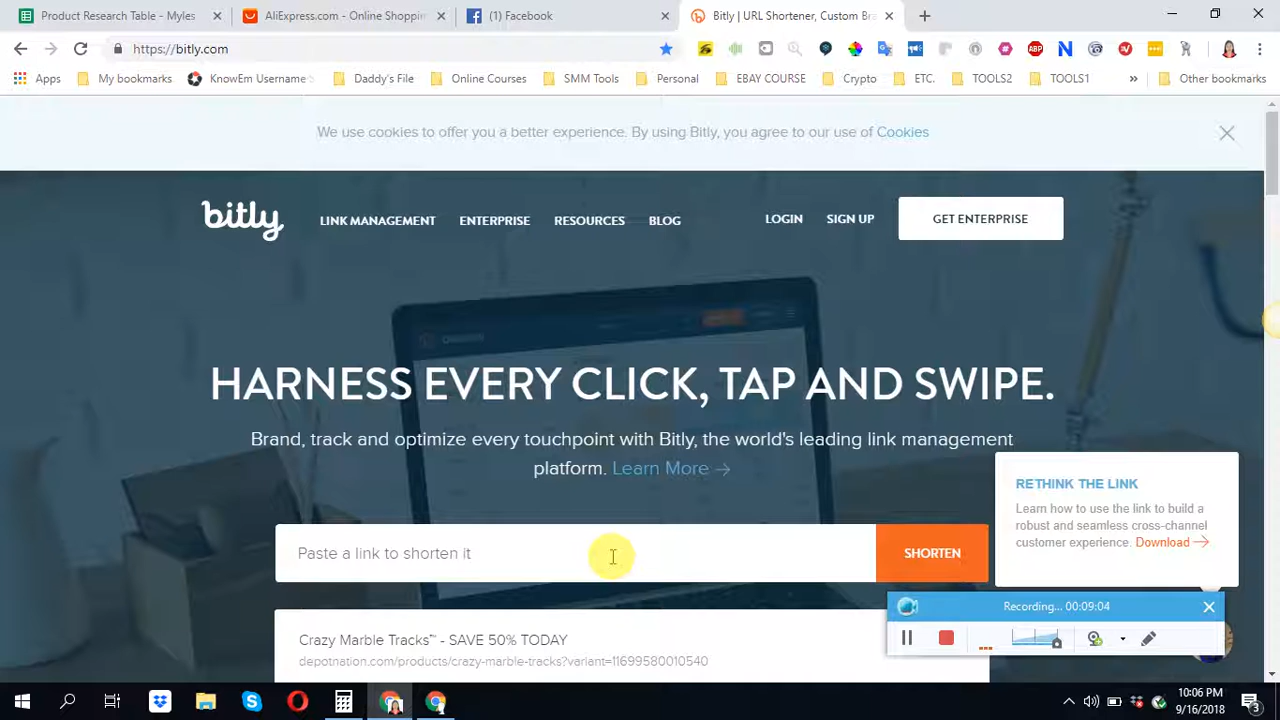 Product Research Table - Myles
AliExpress.com - Online Shoppin
(1) Facebook
Bitly | URL Shortener, Custom Bra
https://bitly.com
ABP
Apps
My bookmarks
KnowEm Username
Daddy's File
Online Courses
SMM Tools
Personal
EBAY COURSE
Crypto
ETC.
TOOLS2
TOOLS1
Other bookmarks
We use cookies to offer you a better experience. By using Bitly, you agree to our use of Cookies
bitly
LINK MANAGEMENT
ENTERPRISE
RESOURCES
BLOG
LOGIN
SIGN UP
GET ENTERPRISE
HARNESS EVERY CLICK, TAP AND SWIPE.
Brand, track and optimize every touchpoint with Bitly, the world's leading link management
platform. Learn More →
RETHINK THE LINK
Learn how to use the link to build a
robust and seamless cross-channel
customer experience. Download →
Paste a link to shorten it
SHORTEN
Recording... 00:09:04
Crazy Marble Tracks™ - SAVE 50% TODAY
depotnation.com/products/crazy-marble-tracks?variant=11699580010540
10:06 PM
9/16/2018
3